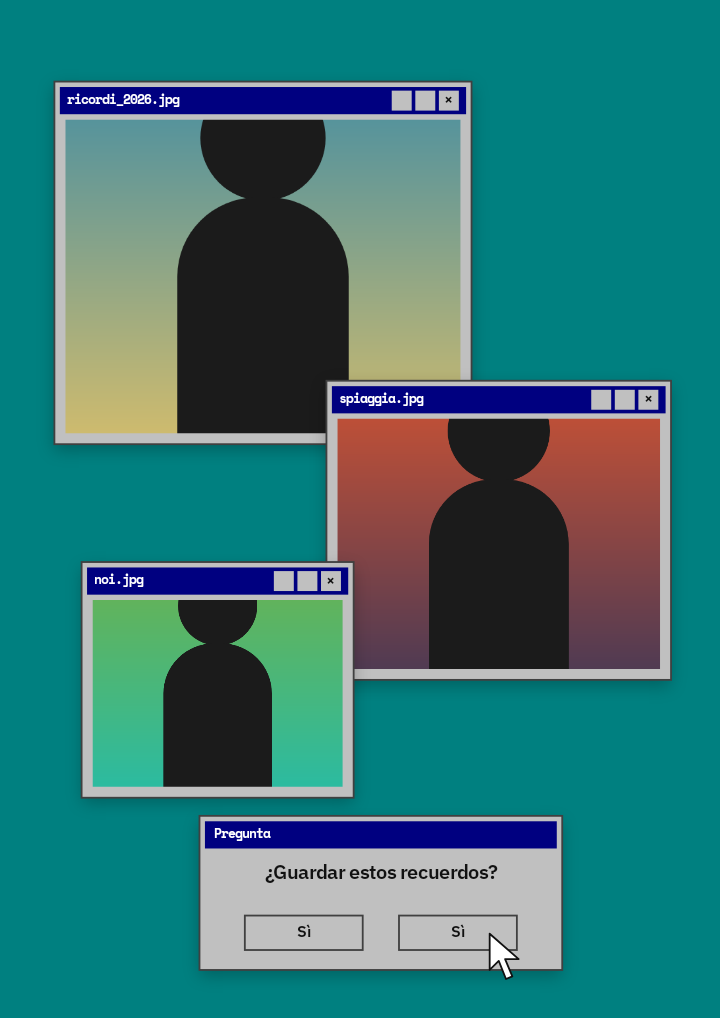 ricordi_2026.jpg
×
spiaggia.jpg
×
noi.jpg
×
Pregunta
¿Guardar estos recuerdos?
Sì
Sì